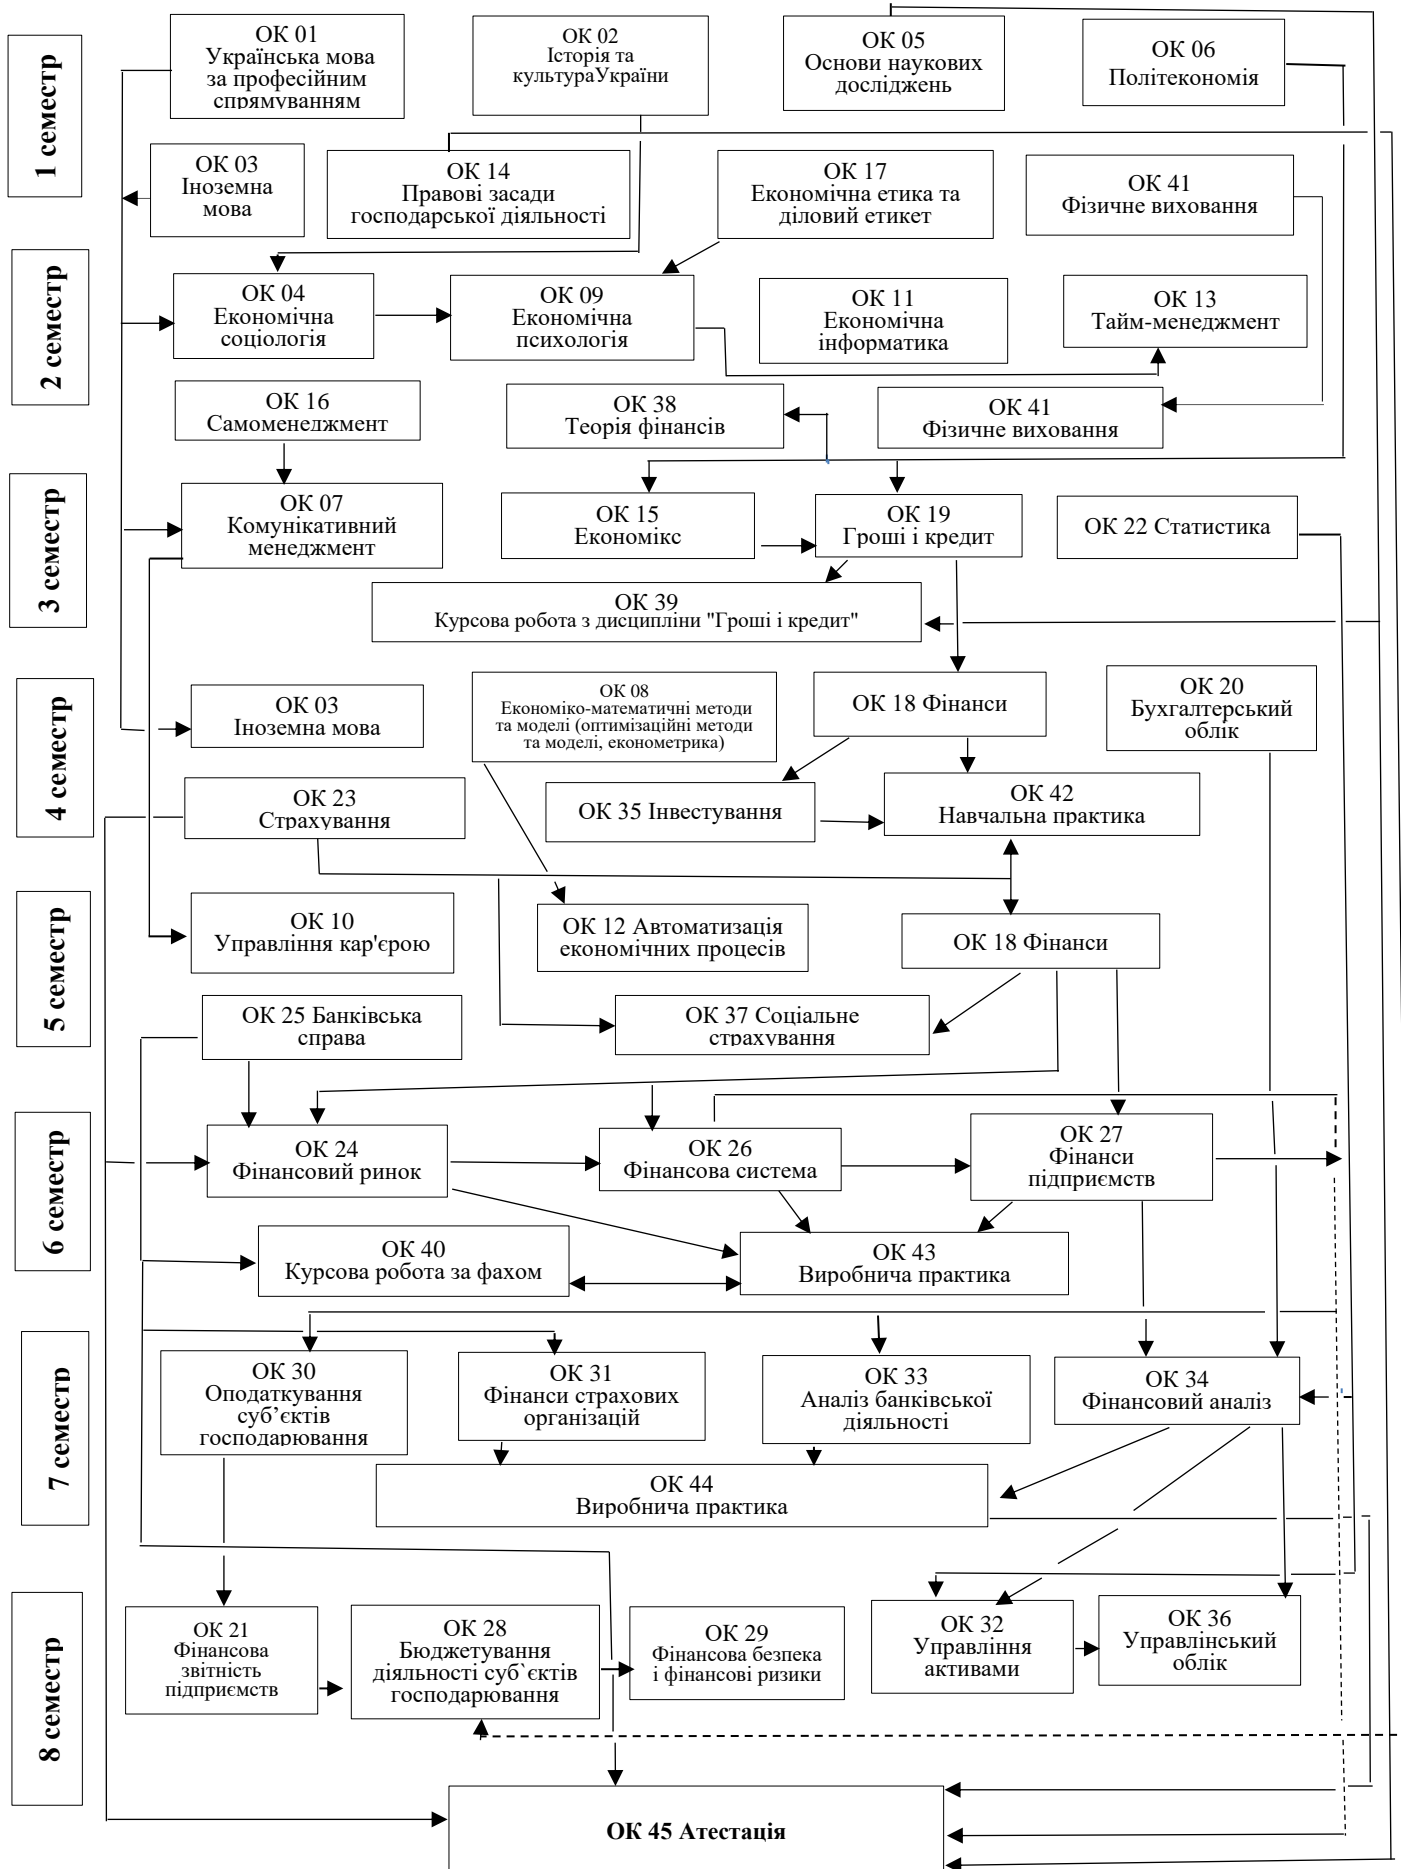 1 семестр
ОК 01
Українська мова
за професійним
спрямуванням
ОК 02
Історія та
культураУкраїни
ОК 05
Основи наукових
досліджень
ОК 06
Політекономія
ОК 03
Іноземна
мова
ОК 14
Правові засади
господарської діяльності
ОК 17
Економічна етика та
діловий етикет
ОК 41
Фізичне виховання
2 семестр
ОК 04
Економічна
соціологія
ОК 09
Економічна
психологія
ОК 11
Економічна
інформатика
ОК 13
Тайм-менеджмент
ОК 16
Самоменеджмент
ОК 38
Теорія фінансів
ОК 41
Фізичне виховання
3 семестр
ОК 07
Комунікативний
менеджмент
ОК 15
Економікс
ОК 19
Гроші і кредит
ОК 22 Статистика
ОК 39
Курсова робота з дисципліни "Гроші і кредит"
4 семестр
ОК 03
Іноземна мова
ОК 08
Економіко-математичні методи
та моделі (оптимізаційні методи
та моделі, економетрика)
ОК 18 Фінанси
ОК 20
Бухгалтерський
облік
ОК 23
Страхування
ОК 35 Інвестування
ОК 42
Навчальна практика
5 семестр
ОК 10
Управління кар'єрою
ОК 12 Автоматизація
економічних процесів
ОК 18 Фінанси
ОК 25 Банківська
справа
ОК 37 Соціальне
страхування
6 семестр
ОК 24
Фінансовий ринок
ОК 26
Фінансова система
ОК 27
Фінанси
підприємств
ОК 40
Курсова робота за фахом
ОК 43
Виробнича практика
7 семестр
ОК 30
Оподаткування
суб’єктів
господарювання
ОК 31
Фінанси страхових
організацій
ОК 33
Аналіз банківської
діяльності
ОК 34
Фінансовий аналіз
ОК 44
Виробнича практика
8 семестр
ОК 21
Фінансова
звітність
підприємств
ОК 28
Бюджетування
діяльності суб`єктів
господарювання
ОК 29
Фінансова безпека
і фінансові ризики
ОК 32
Управління
активами
ОК 36
Управлінський
облік
ОК 45 Атестація